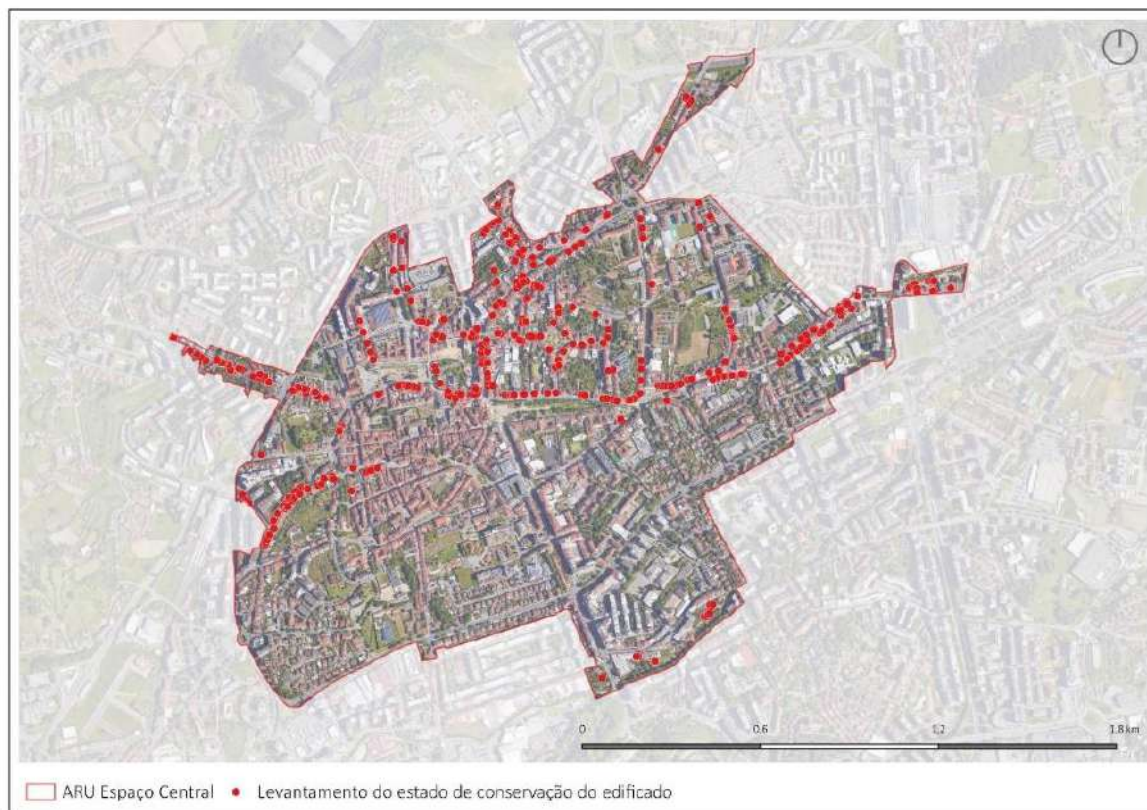 0 0.6 1.2 1.8 km
ARU Espaço Central Levantamento do estado de conservação do edificado